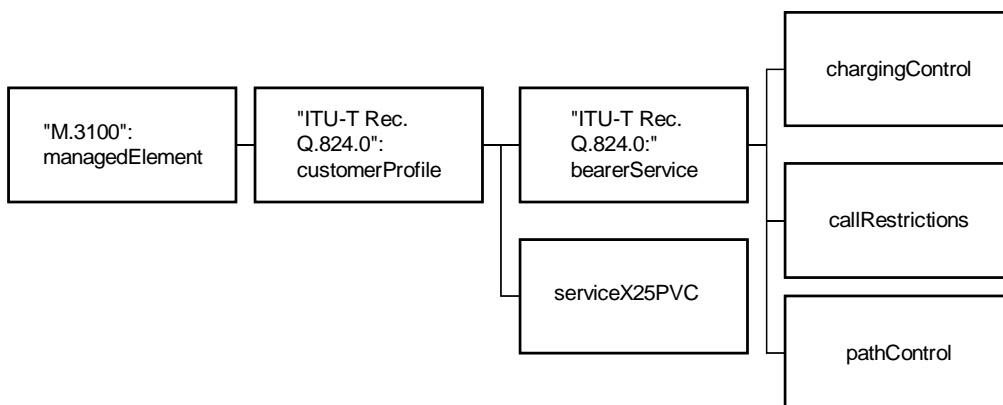 "M.3100":
managedElement
"ITU-T Rec.
Q.824.0":
customerProfile
"ITU-T Rec.
Q.824.0:"
bearerService
serviceX25PVC
chargingControl
callRestrictions
pathControl